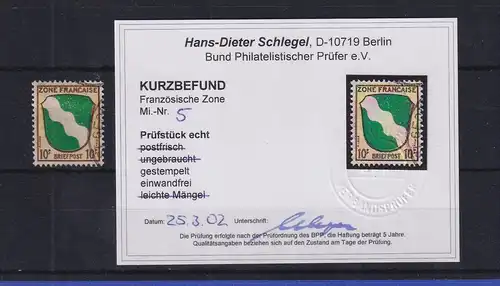 Hans-Dieter Schlegel, D-10719 Berlin
Bund Philatelistischer Prüfer e.V.
KURZBEFUND
Französische Zone
Mi.-Nr. 5
Prüfstück echt
postfrisch
ungebraucht
gestempelt
einwandfrei
leichte Mängel
Datum: 25.3.02 Unterschrift:
Die Prüfung erfolgte nach der Prüfordnung des BPP, die Haftung beträgt 5 Jahre.
Qualitätsangaben beziehen sich auf den Zustand am Tage der Prüfung.
ZONE FRANÇAISE
10 BRIEFPOST 10
ZONE FRANÇAISE
10 BRIEFPOST 10